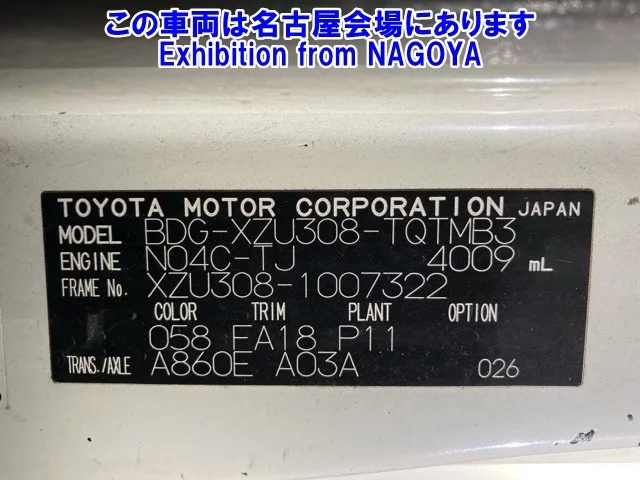 この車両は名古屋会場にあります
Exhibition from NAGOYA
TOYOTA MOTOR CORPORATION JAPAN
MODEL BDG-XZU308-TQTMB3
ENGINE N04C-TJ 4009 mL
FRAME No. XZU308-1007322
COLOR TRIM PLANT OPTION
058 EA18 P11
TRANS./AXLE A860E A03A 026